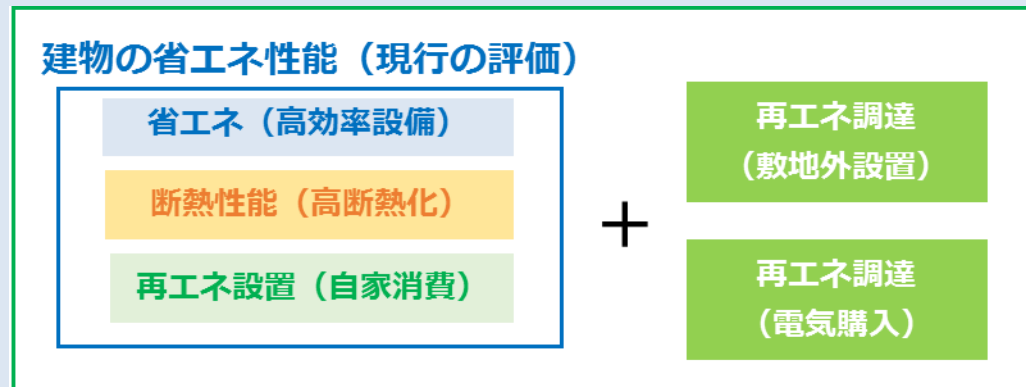 建物の省エネ性能（現行の評価）
省エネ（高効率設備）
断熱性能（高断熱化）
再エネ設置（自家消費）
＋
再エネ調達
（敷地外設置）
再エネ調達
（電気購入）